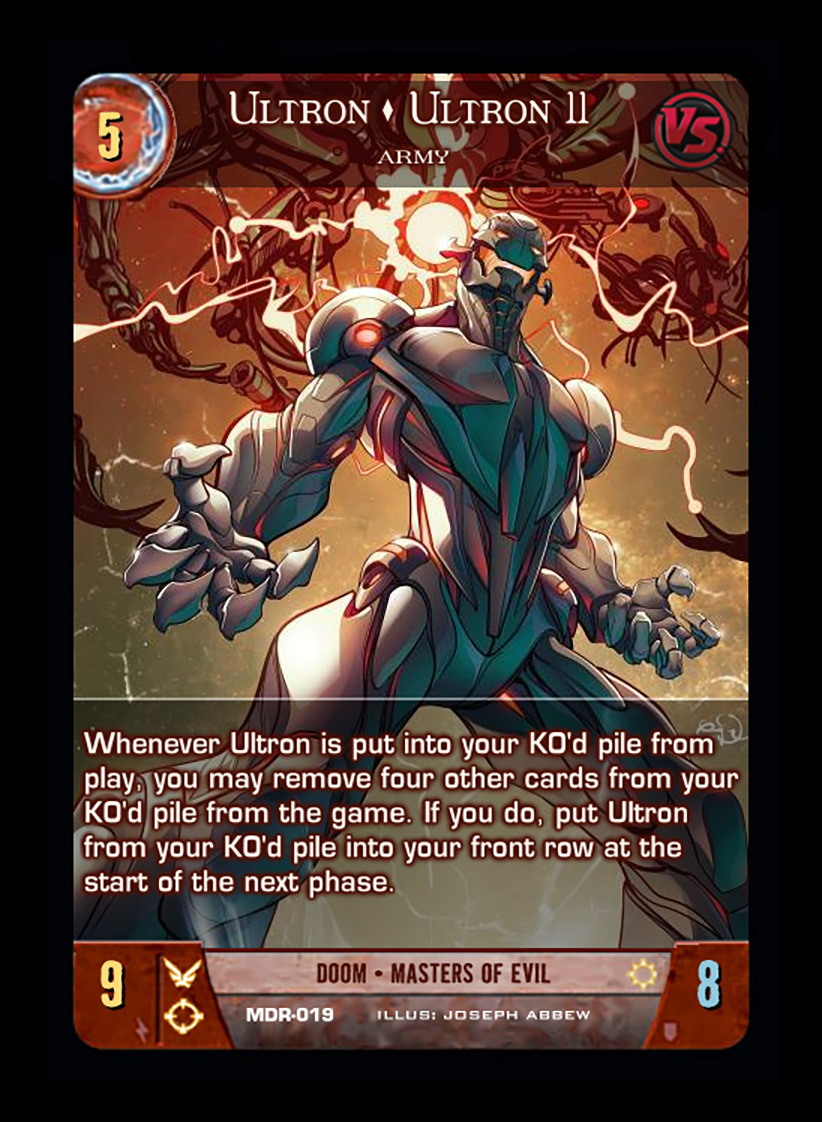 5
ULTRON ♦ ULTRON 11
VS.
ARMY
Whenever Ultron is put into your KO'd pile from
play, you may remove four other cards from your
KO'd pile from the game. If you do, put Ultron
from your KO'd pile into your front row at the
start of the next phase.
9
DOOM • MASTERS OF EVIL
8
MDR-019 ILLUS: JOSEPH ABBEW